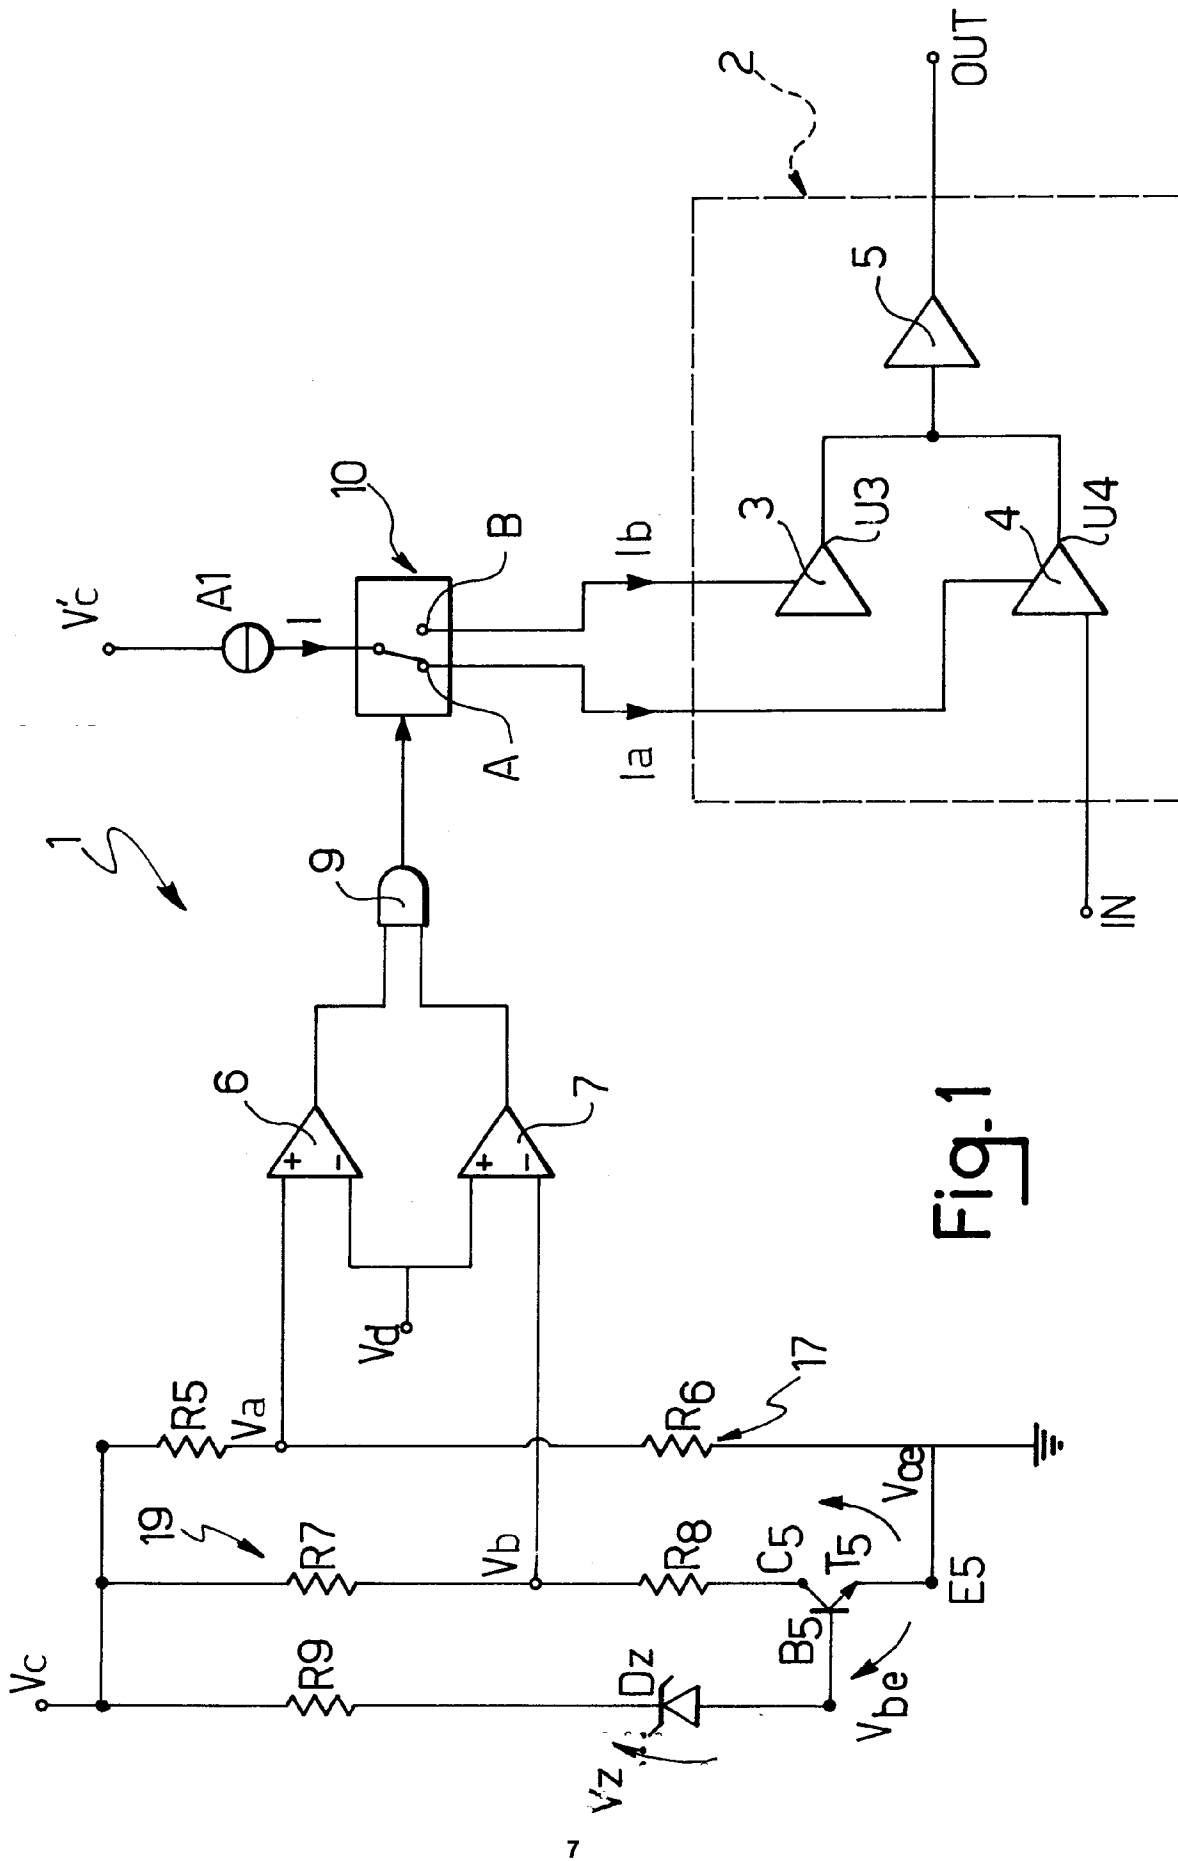 Vc
R9
Dz
Vz
Vbe
19
R7
Vb
R8
C5
B5
T5
E5
Vce
R5
Va
R6
17
Vd
6
+
−
7
+
−
9
1
V'c
A1
I
10
A
B
Ia
Ib
2
3
U3
4
U4
5
IN
OUT
Fig.1
7